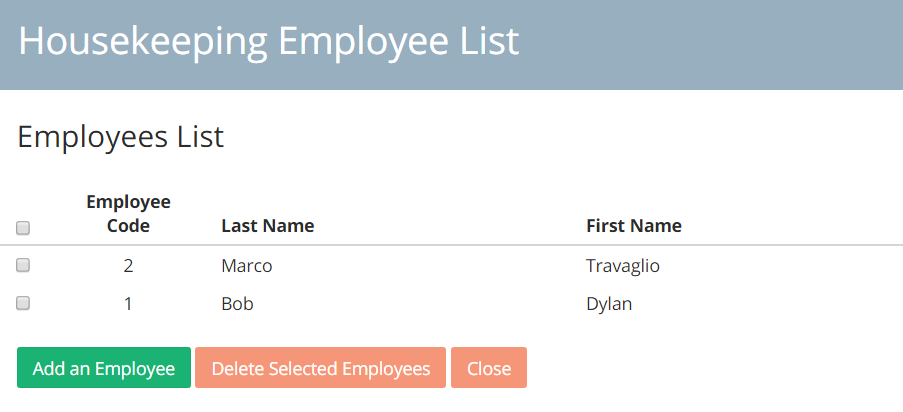 Housekeeping Employee List
Employees List
Employee
Code Last Name First Name
2 Marco Travaglio
1 Bob Dylan
Add an Employee Delete Selected Employees Close